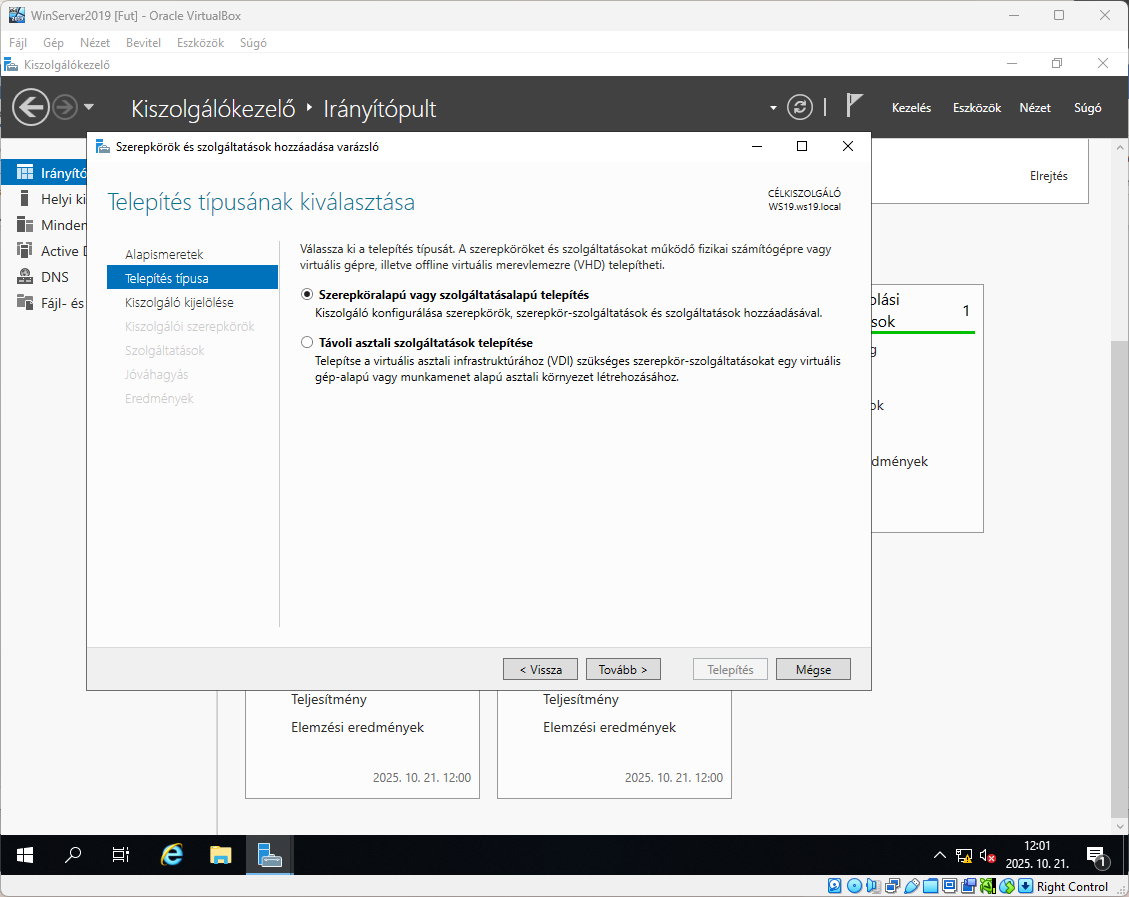 WinServer2019 [Fut] - Oracle VirtualBox
Fájl Gép Nézet Bevitel Eszközök Súgó
Kiszolgálókezelő
Kiszolgálókezelő Irányítópult
Kezelés Eszközök Nézet Súgó
Szerepkörök és szolgáltatások hozzáadása varázsló
Elrejtés
Telepítés típusának kiválasztása
CÉLKISZOLGÁLÓ
WS19.ws19.local
Irányító
Helyi ki
Minden
Active D
DNS
Fájl- és
Alapismeretek
Telepítés típusa
Kiszolgáló kijelölése
Kiszolgálói szerepkörök
Szolgáltatások
Jóváhagyás
Eredmények
Válassza ki a telepítés típusát. A szerepköröket és szolgáltatásokat működő fizikai számítógépre vagy
virtuális gépre, illetve offline virtuális merevlemezre (VHD) telepítheti.
Szerepköralapú vagy szolgáltatásalapú telepítés
Kiszolgáló konfigurálása szerepkörök, szerepkör-szolgáltatások és szolgáltatások hozzáadásával.
Távoli asztali szolgáltatások telepítése
Telepítse a virtuális asztali infrastruktúrához (VDI) szükséges szerepkör-szolgáltatásokat egy virtuális
gép-alapú vagy munkamenet alapú asztali környezet létrehozásához.
olási
sok
1
g
ok
dmények
< Vissza Tovább > Telepítés Mégse
Teljesítmény
Elemzési eredmények
2025. 10. 21. 12:00
Teljesítmény
Elemzési eredmények
2025. 10. 21. 12:00
12:01
2025. 10. 21.
1
Right Control